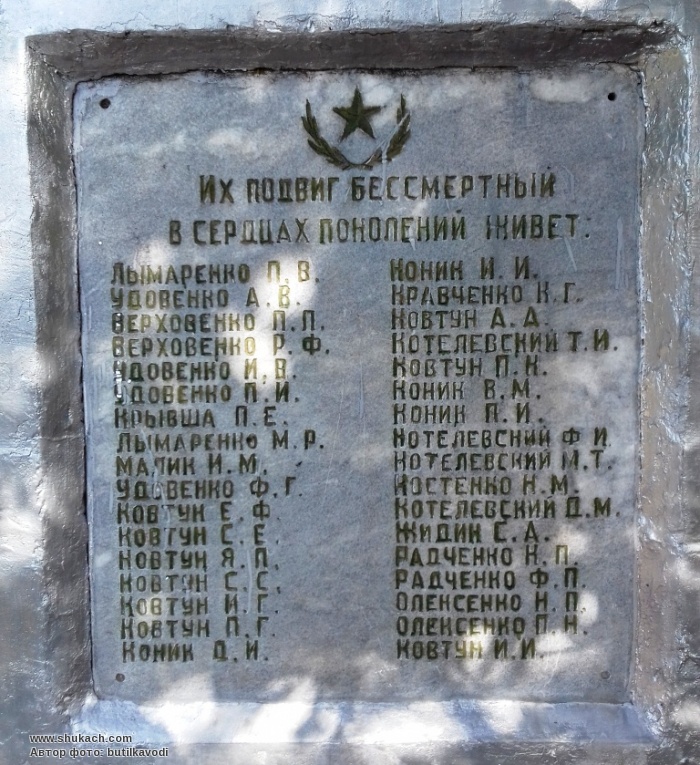 Их подвиг бессмертный
в сердцах поколений живет:
Лымаренко П. В.
Удовенко А. В.
Верховенко П. П.
Верховенко Р. Ф.
Удовенко И. В.
Удовенко П. И.
Крывша П. Е.
Лымаренко М. Р.
Малик И. М.
Удовенко Ф. Г.
Ковтун Е. Ф.
Ковтун С. Е.
Ковтун Я. П.
Ковтун С. С.
Ковтун И. Г.
Ковтун П. Г.
Коник Д. И.
Коник И. И.
Кравченко К. Г.
Ковтун А. А.
Котелевский Т. И.
Ковтун П. К.
Коник В. М.
Коник П. И.
Котелевский Ф И.
Котелевский М. Т.
Костенко К. М.
Котелевский Д. М.
Жидик С. А.
Радченко Н. П.
Радченко Ф. П.
Олексенко Н. П.
Олексенко П. Н.
Ковтун И. И.
www.shukach.com
Автор фото: butilkavodi